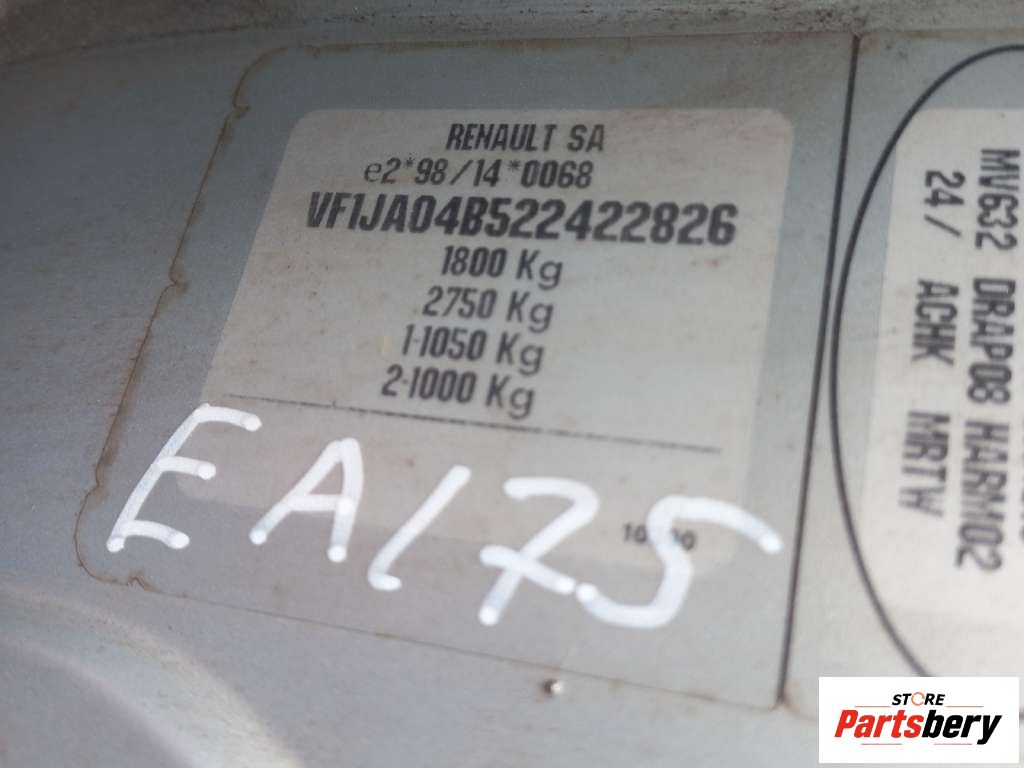 RENAULT SA
e2*98/14*0068
VF1JA04B522422826
1800 Kg
2750 Kg
1-1050 Kg
2-1000 Kg
EA175
MV632 DRAP08 HARM02
24/ ACHK MRTW
STORE
Partsbery